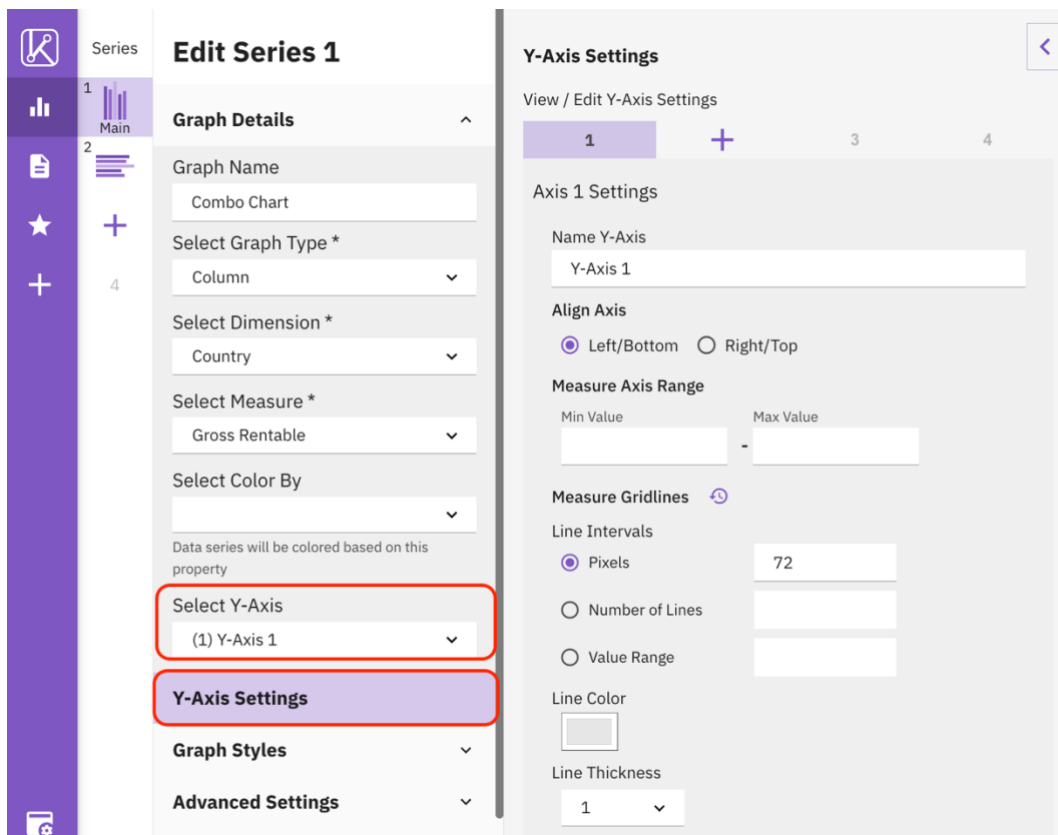 Series
1
Main
2
4
Edit Series 1
Graph Details
Graph Name
Combo Chart
Select Graph Type *
Column
Select Dimension *
Country
Select Measure *
Gross Rentable
Select Color By
Data series will be colored based on this
property
Select Y-Axis
(1) Y-Axis 1
Y-Axis Settings
Graph Styles
Advanced Settings
Y-Axis Settings
View / Edit Y-Axis Settings
1 + 3 4
Axis 1 Settings
Name Y-Axis
Y-Axis 1
Align Axis
Left/Bottom Right/Top
Measure Axis Range
Min Value Max Value
-
Measure Gridlines
Line Intervals
Pixels 72
Number of Lines
Value Range
Line Color
Line Thickness
1